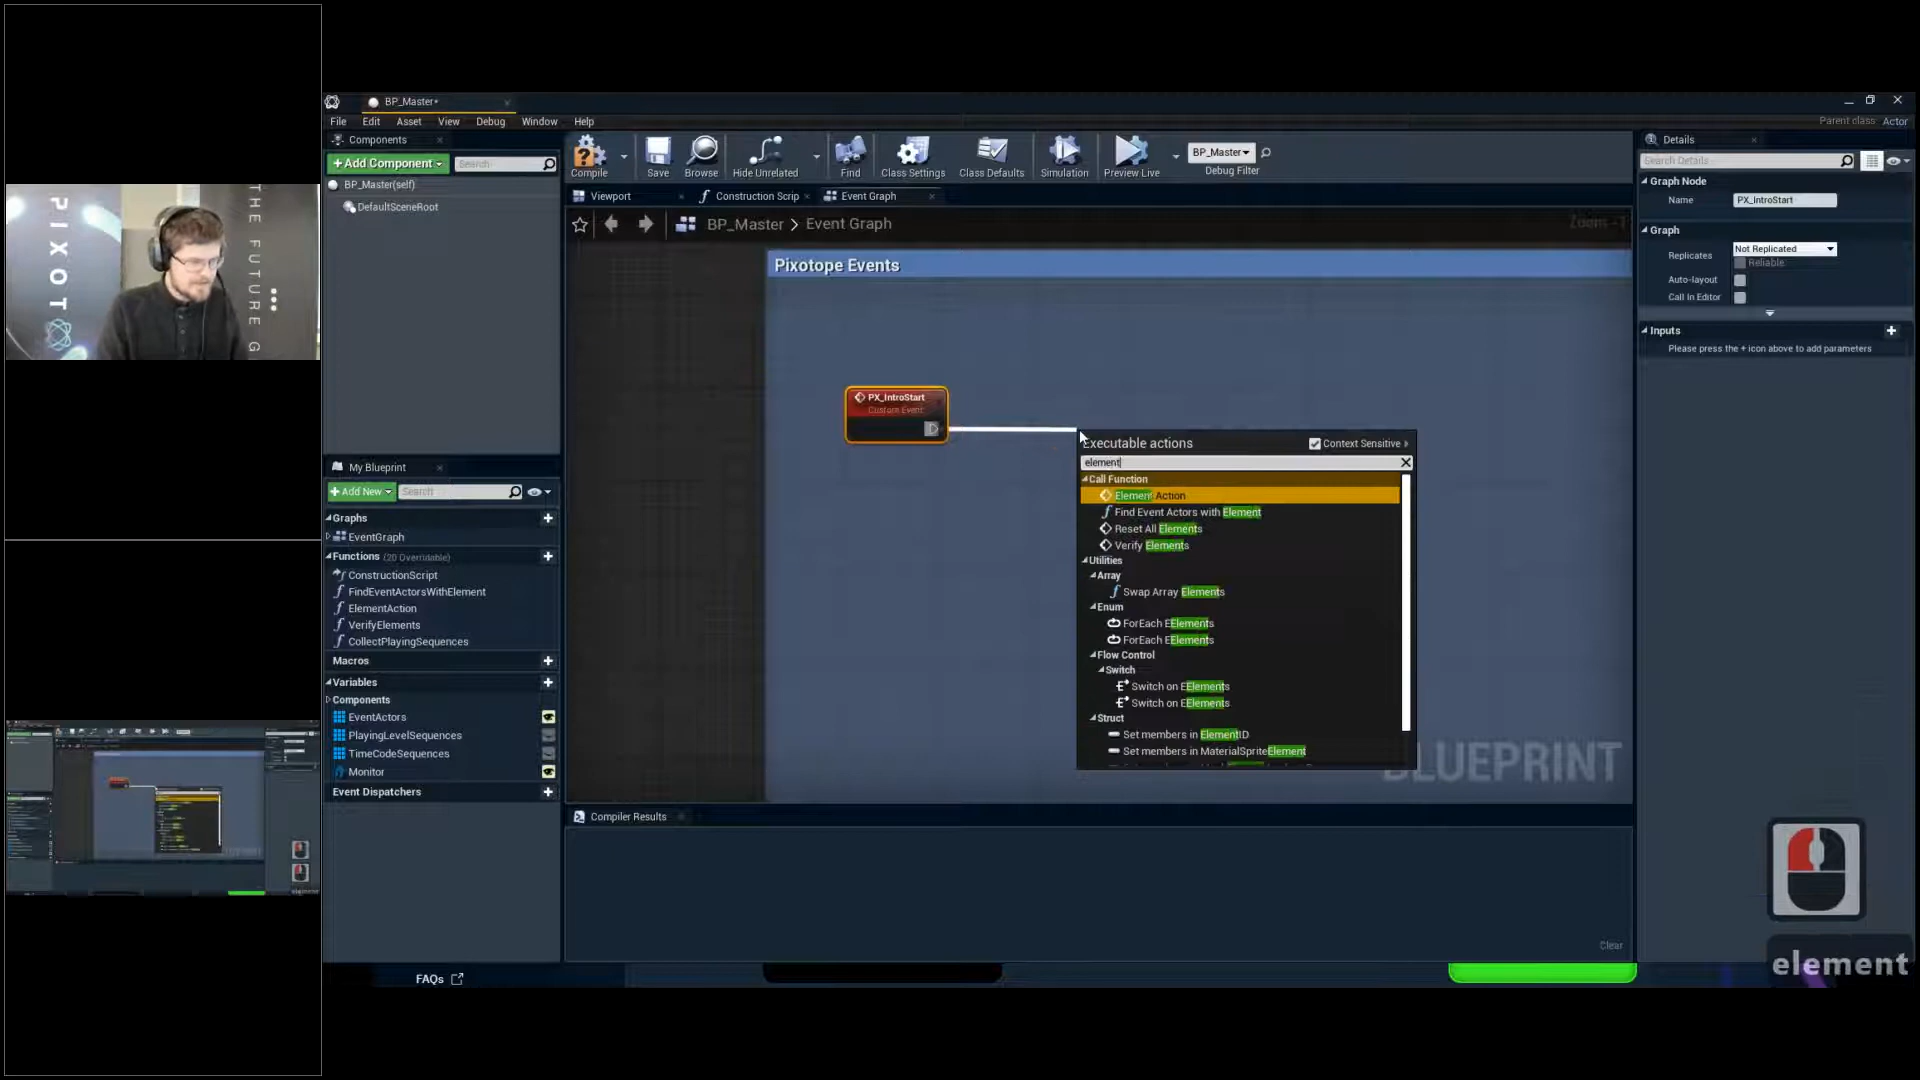 PIXOT
THE FUTURE G
BP_Master*
File Edit Asset View Debug Window Help
Parent class: Actor
Components
+ Add Component
Search
BP_Master(self)
DefaultSceneRoot
Compile
Save
Browse
Hide Unrelated
Find
Class Settings
Class Defaults
Simulation
Preview Live
BP_Master
Debug Filter
Viewport
Construction Scrip
Event Graph
BP_Master > Event Graph
Pixotope Events
PX_IntroStart
Custom Event
Executable actions
Context Sensitive
element
Call Function
Element Action
Find Event Actors with Element
Reset All Elements
Verify Elements
Utilities
Array
Swap Array Elements
Enum
ForEach EElements
ForEach EElements
Flow Control
Switch
Switch on EElements
Switch on EElements
Struct
Set members in ElementID
Set members in MaterialSpriteElement
BLUEPRINT
My Blueprint
+ Add New
Search
Graphs
EventGraph
Functions (20 Overridable)
ConstructionScript
FindEventActorsWithElement
ElementAction
VerifyElements
CollectPlayingSequences
Macros
Variables
Components
EventActors
PlayingLevelSequences
TimeCodeSequences
Monitor
Event Dispatchers
Compiler Results
Clear
Details
Search Details
Graph Node
Name PX_IntroStart
Graph
Replicates Not Replicated
Reliable
Auto-layout
Call In Editor
Inputs
Please press the + icon above to add parameters
FAQs
element